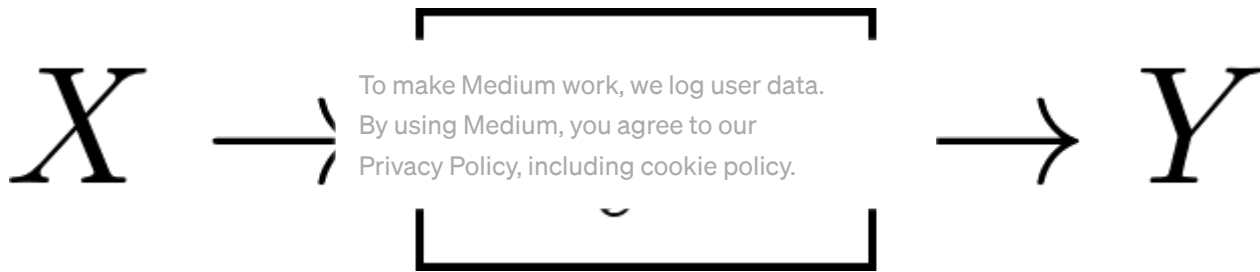 X → → Y
To make Medium work, we log user data.
By using Medium, you agree to our
Privacy Policy, including cookie policy.